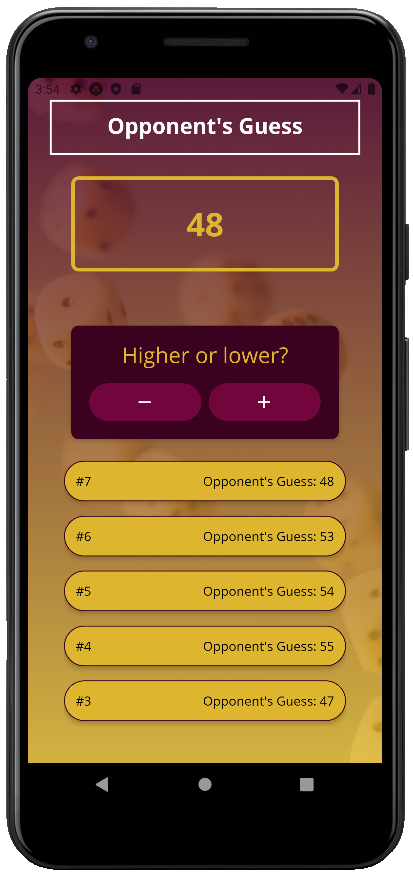 3:54
Opponent's Guess
48
Higher or lower?
− +
#7 Opponent's Guess: 48
#6 Opponent's Guess: 53
#5 Opponent's Guess: 54
#4 Opponent's Guess: 55
#3 Opponent's Guess: 47